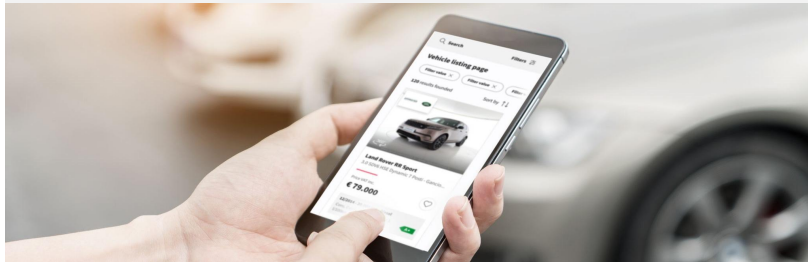 Search
Filters
Vehicle listing page
Filter value ×
Filter value ×
Filter
120 results founded
Sort by
Land Rover RR Sport
€ 79.000